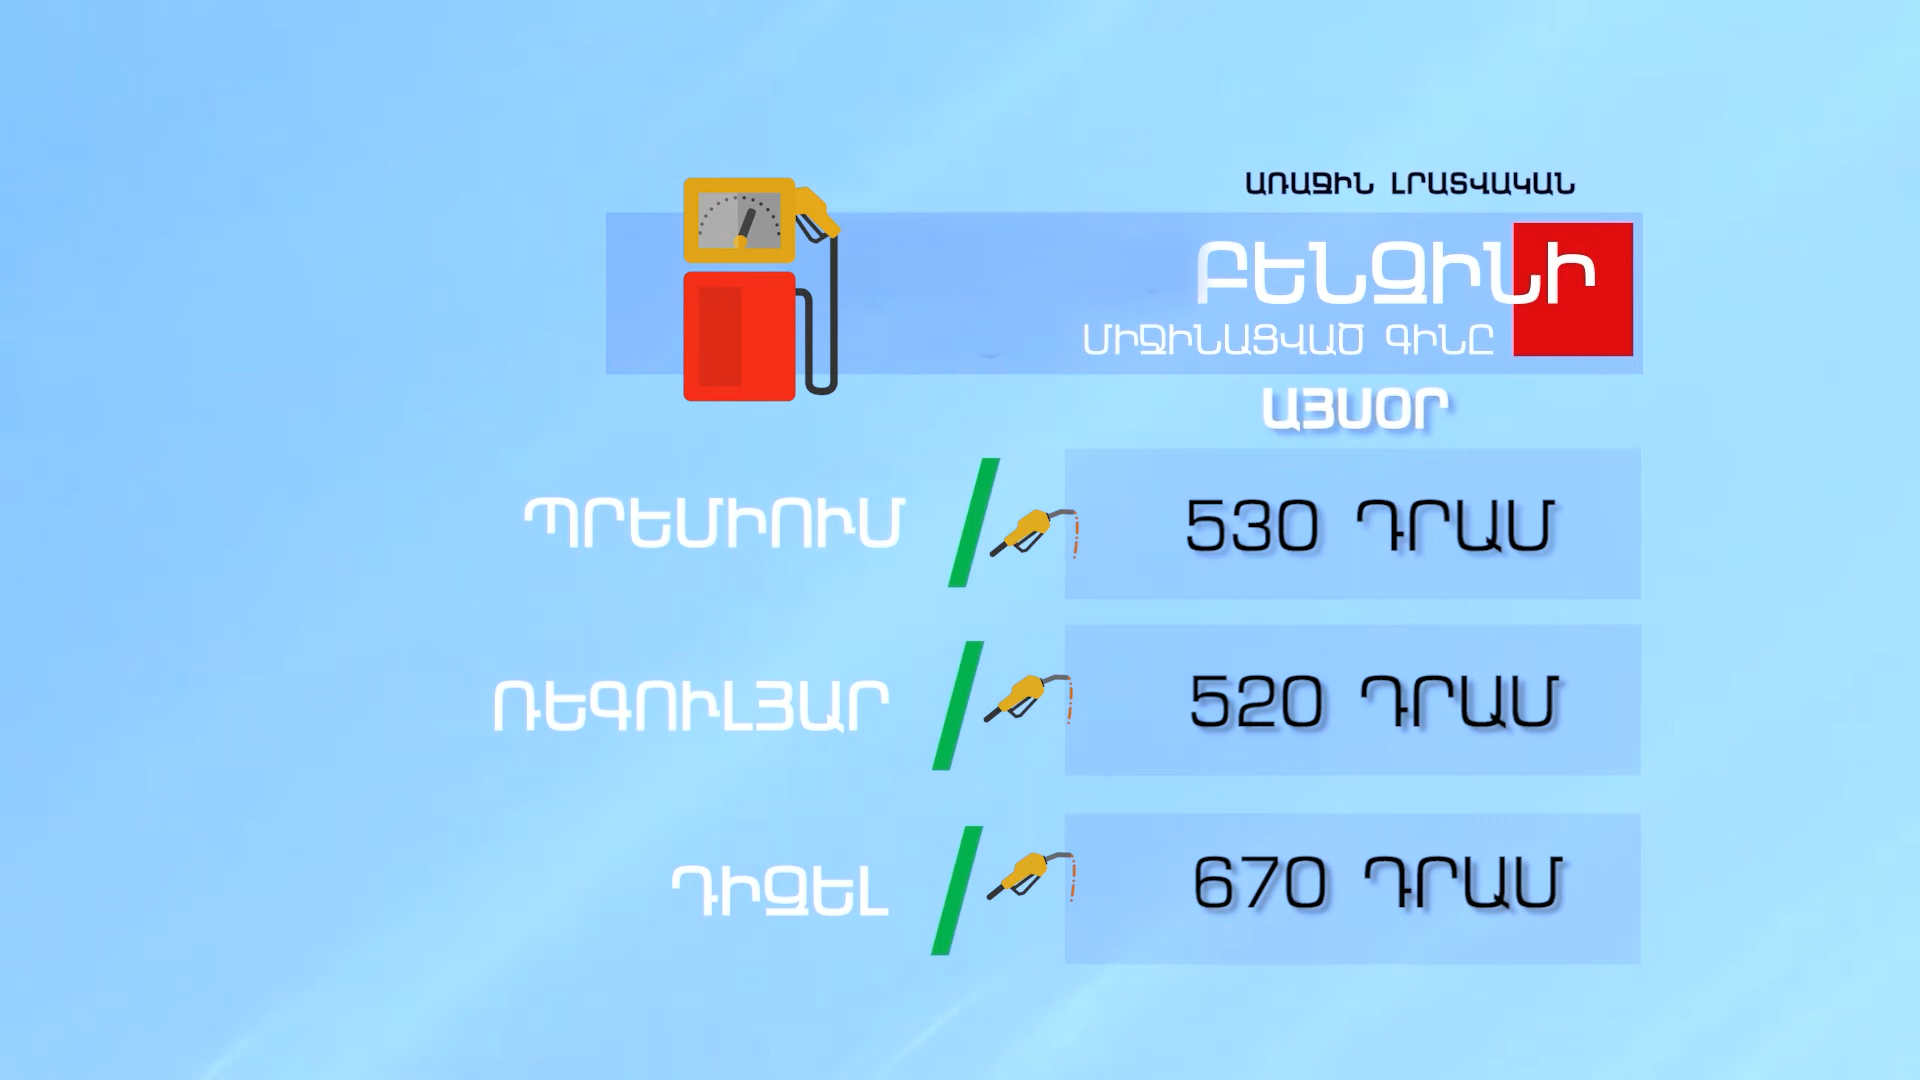 ԱՌԱՋԻՆ ԼՐԱՏՎԱԿԱՆ
ԲԵՆԶԻՆԻ
ՄԻՋԻՆԱՑՎԱԾ ԳԻՆԸ
ԱՅՍՕՐ
ՊՐԵՄԻՈՒՄ 530 ԴՐԱՄ
ՌԵԳՈՒԼՅԱՐ 520 ԴՐԱՄ
ԴԻԶԵԼ 670 ԴՐԱՄ